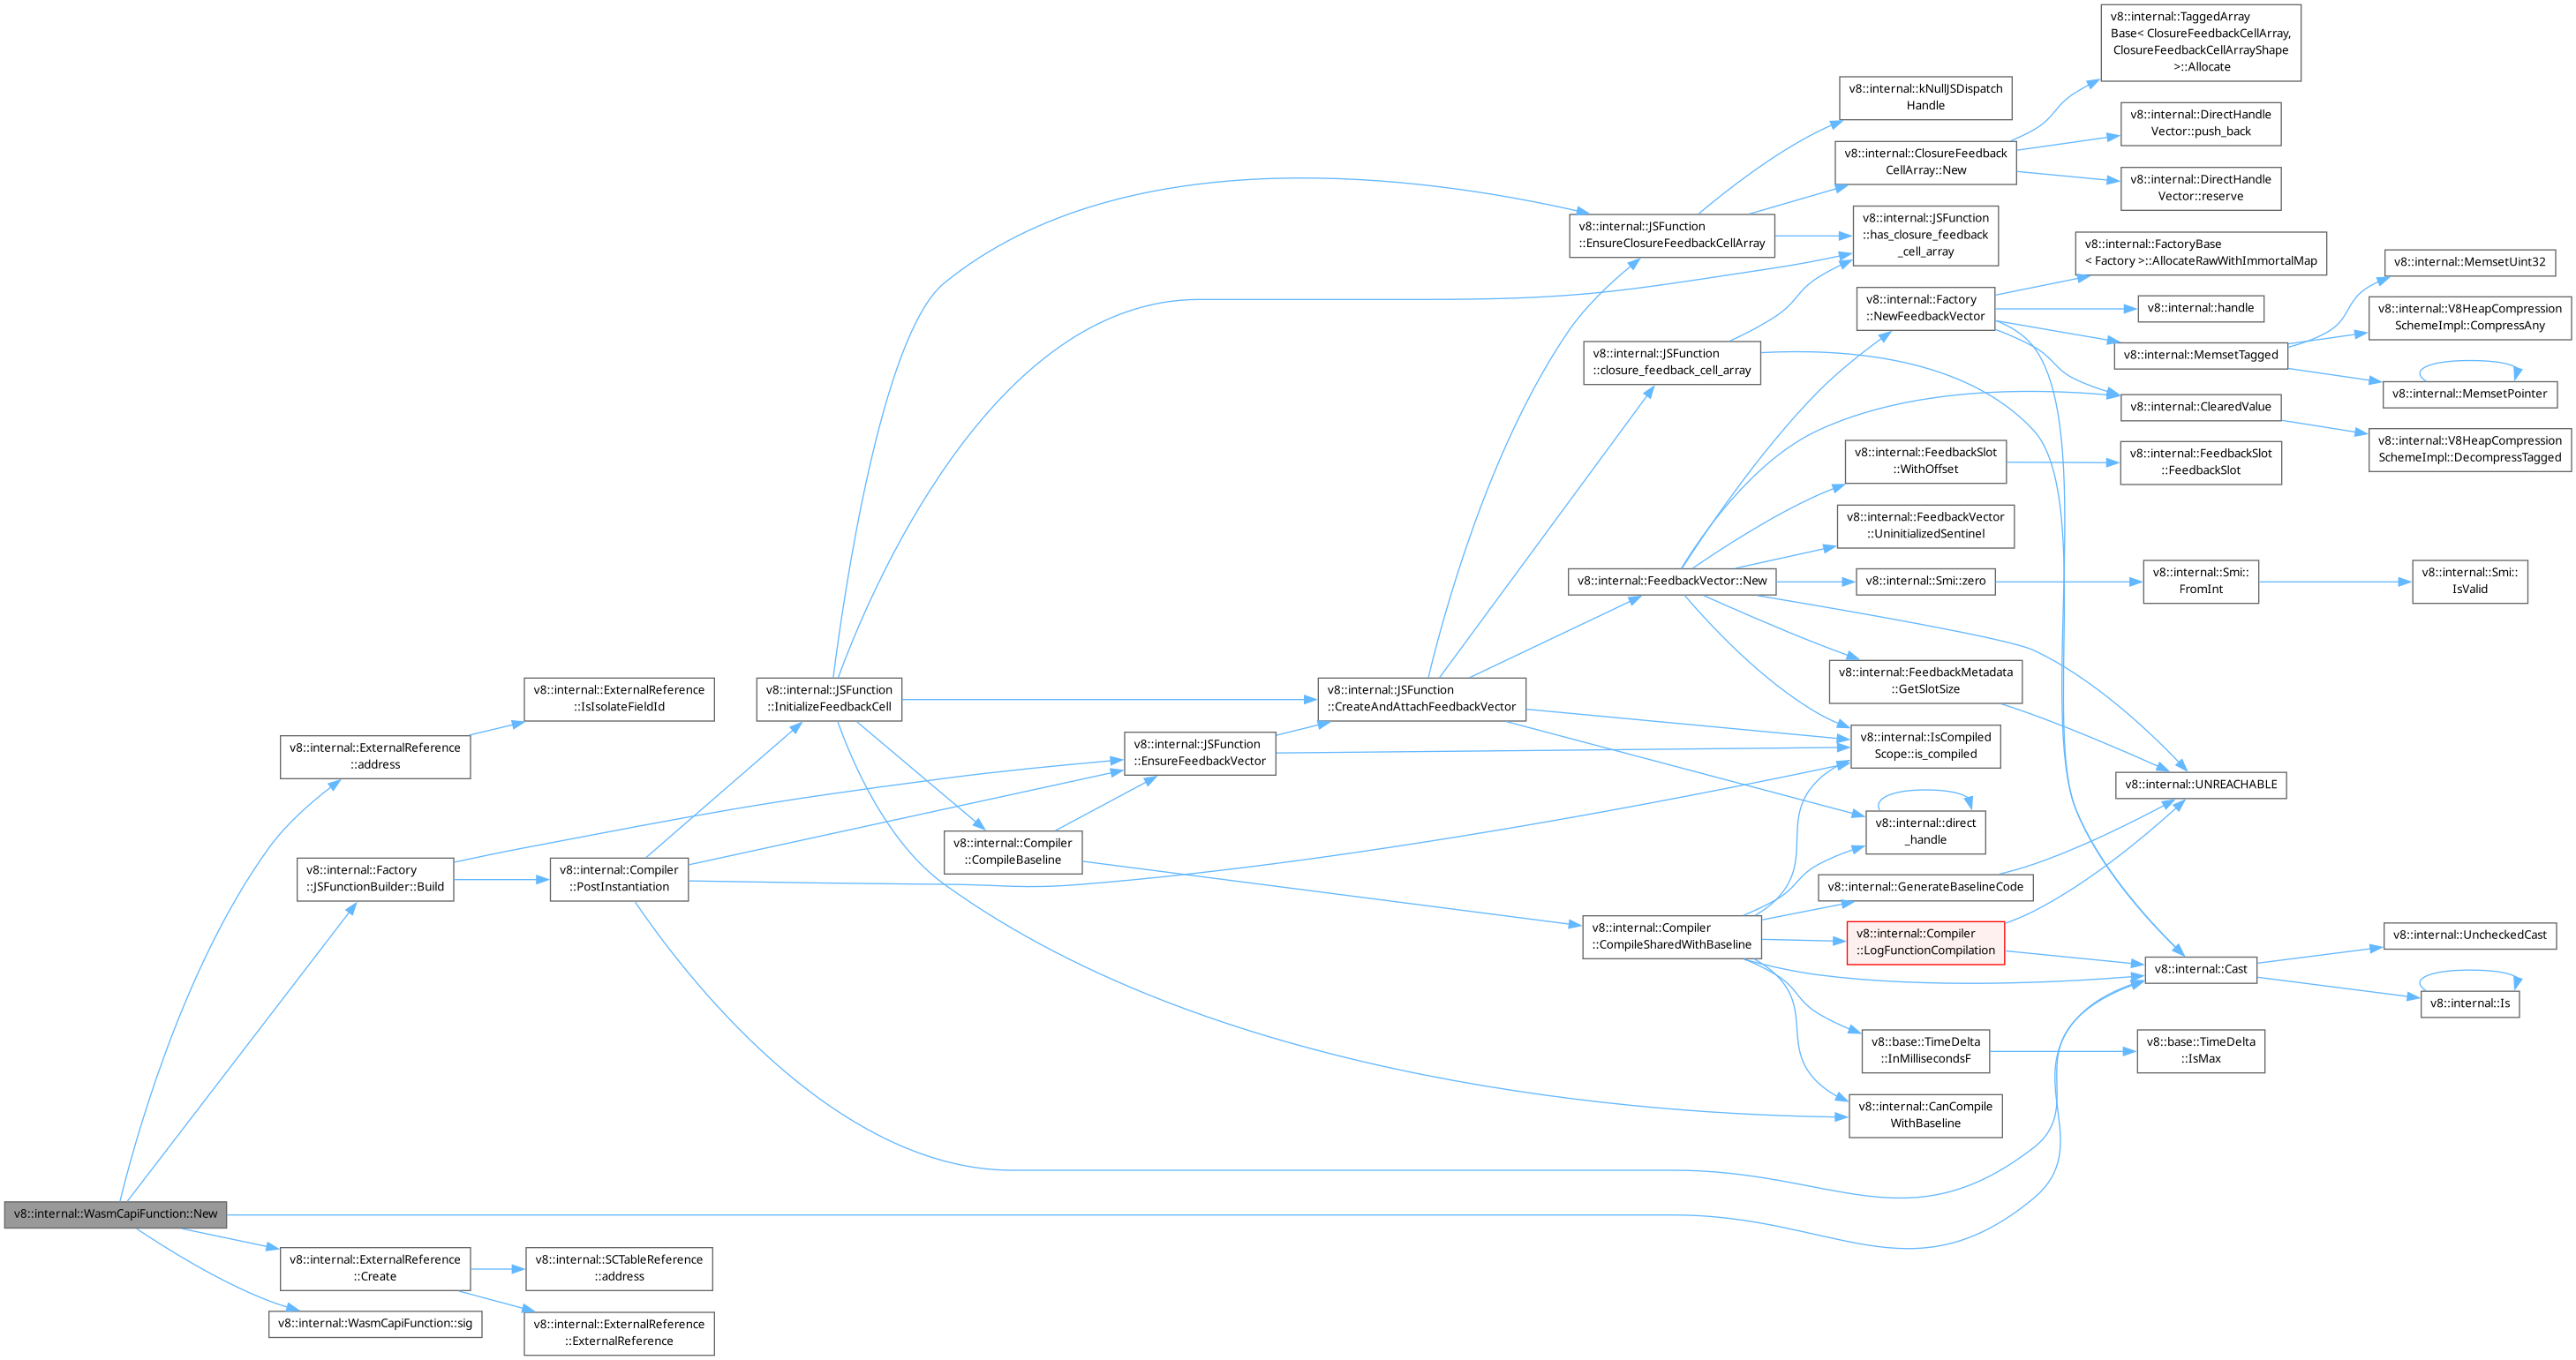 v8::internal::WasmCapiFunction::New
v8::internal::ExternalReference
::address
v8::internal::ExternalReference
::IsIsolateFieldId
v8::internal::Factory
::JSFunctionBuilder::Build
v8::internal::Compiler
::PostInstantiation
v8::internal::ExternalReference
::Create
v8::internal::SCTableReference
::address
v8::internal::ExternalReference
::ExternalReference
v8::internal::WasmCapiFunction::sig
v8::internal::JSFunction
::InitializeFeedbackCell
v8::internal::Compiler
::CompileBaseline
v8::internal::JSFunction
::EnsureFeedbackVector
v8::internal::JSFunction
::CreateAndAttachFeedbackVector
v8::internal::JSFunction
::EnsureClosureFeedbackCellArray
v8::internal::JSFunction
::closure_feedback_cell_array
v8::internal::FeedbackVector::New
v8::internal::Compiler
::CompileSharedWithBaseline
v8::internal::kNullJSDispatch
Handle
v8::internal::ClosureFeedback
CellArray::New
v8::internal::JSFunction
::has_closure_feedback
_cell_array
v8::internal::Factory
::NewFeedbackVector
v8::internal::FeedbackSlot
::WithOffset
v8::internal::FeedbackVector
::UninitializedSentinel
v8::internal::Smi::zero
v8::internal::FeedbackMetadata
::GetSlotSize
v8::internal::IsCompiled
Scope::is_compiled
v8::internal::direct
_handle
v8::internal::GenerateBaselineCode
v8::internal::Compiler
::LogFunctionCompilation
v8::base::TimeDelta
::InMillisecondsF
v8::internal::CanCompile
WithBaseline
v8::internal::TaggedArray
Base< ClosureFeedbackCellArray,
ClosureFeedbackCellArrayShape
>::Allocate
v8::internal::DirectHandle
Vector::push_back
v8::internal::DirectHandle
Vector::reserve
v8::internal::FactoryBase
< Factory >::AllocateRawWithImmortalMap
v8::internal::handle
v8::internal::MemsetTagged
v8::internal::ClearedValue
v8::internal::FeedbackSlot
::FeedbackSlot
v8::internal::Smi::
FromInt
v8::internal::UNREACHABLE
v8::internal::Cast
v8::base::TimeDelta
::IsMax
v8::internal::MemsetUint32
v8::internal::V8HeapCompression
SchemeImpl::CompressAny
v8::internal::MemsetPointer
v8::internal::V8HeapCompression
SchemeImpl::DecompressTagged
v8::internal::Smi::
IsValid
v8::internal::UncheckedCast
v8::internal::Is